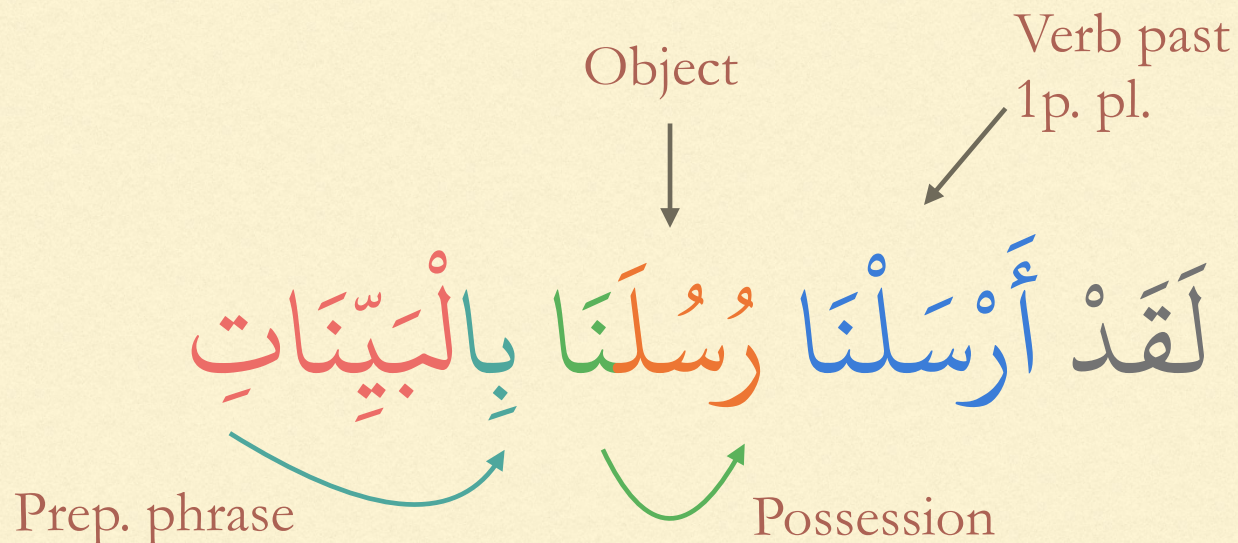 Object
Verb past
1p. pl.
لَقَدْ أَرْسَلْنَا رُسُلَنَا بِالْبَيِّنَاتِ
Prep. phrase
Possession